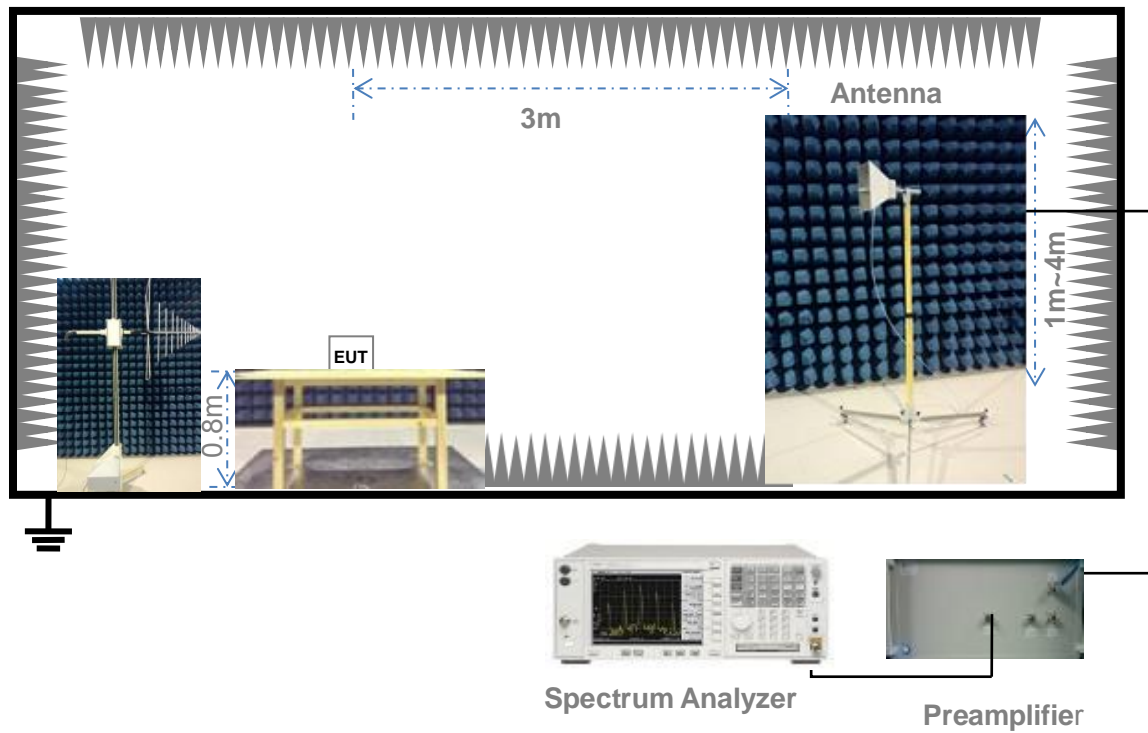 Antenna
3m
1m~4m
EUT
0.8m
Spectrum Analyzer
Preamplifier